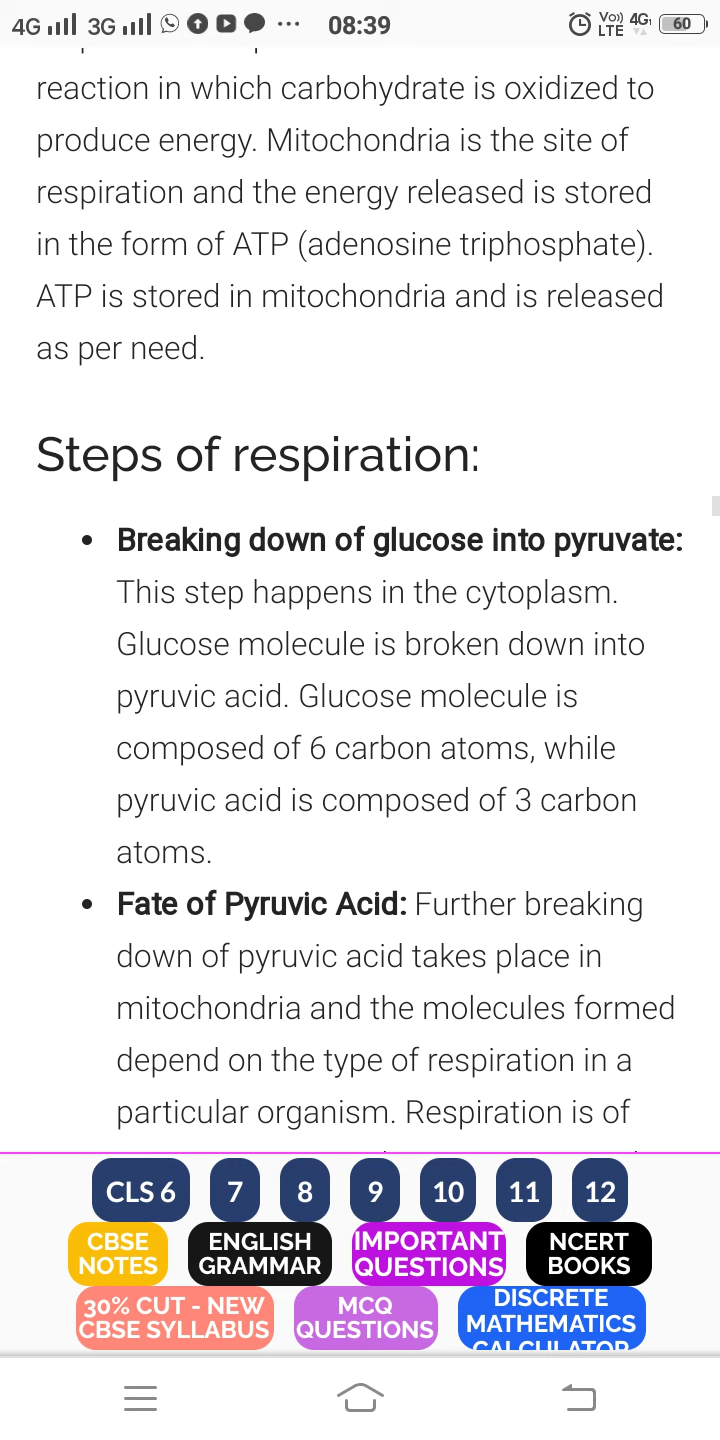 4G 3G 08:39 Vo)) LTE 4G 60
reaction in which carbohydrate is oxidized to
produce energy. Mitochondria is the site of
respiration and the energy released is stored
in the form of ATP (adenosine triphosphate).
ATP is stored in mitochondria and is released
as per need.
Steps of respiration:
• Breaking down of glucose into pyruvate:
This step happens in the cytoplasm.
Glucose molecule is broken down into
pyruvic acid. Glucose molecule is
composed of 6 carbon atoms, while
pyruvic acid is composed of 3 carbon
atoms.
• Fate of Pyruvic Acid: Further breaking
down of pyruvic acid takes place in
mitochondria and the molecules formed
depend on the type of respiration in a
particular organism. Respiration is of
CLS 6 7 8 9 10 11 12
CBSE NOTES
ENGLISH GRAMMAR
IMPORTANT QUESTIONS
NCERT BOOKS
30% CUT - NEW CBSE SYLLABUS
MCQ QUESTIONS
DISCRETE MATHEMATICS CALCULATOR